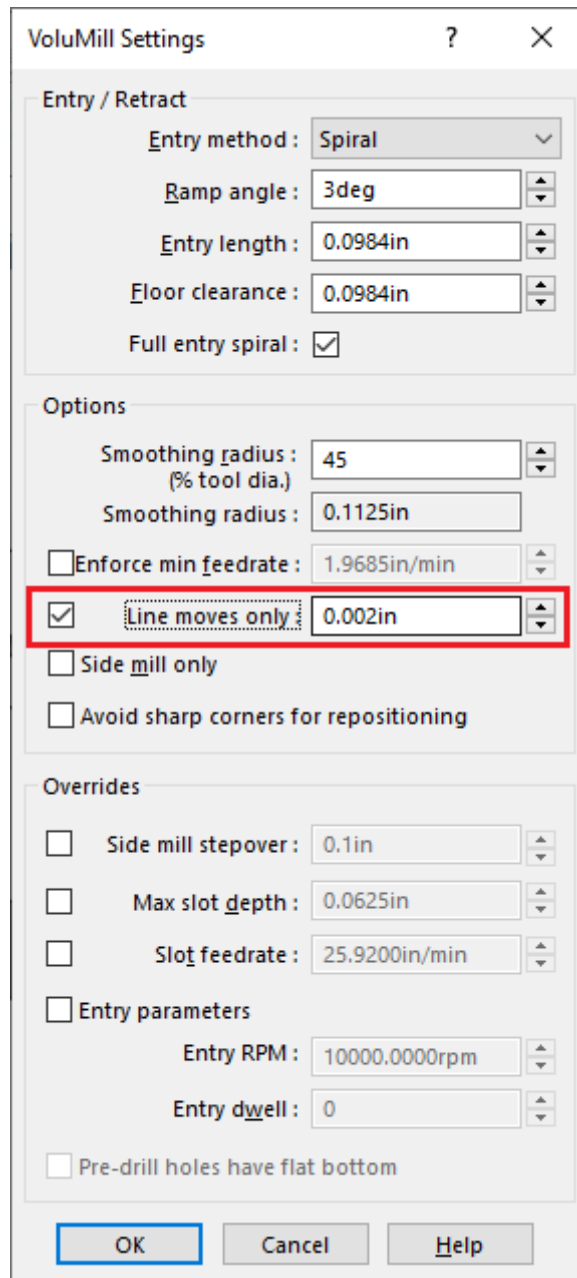 VoluMill Settings ?
Entry / Retract
Entry method : Spiral
Ramp angle : 3deg
Entry length : 0.0984in
Floor clearance : 0.0984in
Full entry spiral :
Options
Smoothing radius : 45
(% tool dia.)
Smoothing radius : 0.1125in
Enforce min feedrate : 1.9685in/min
Line moves only : 0.002in
Side mill only
Avoid sharp corners for repositioning
Overrides
Side mill stepover : 0.1in
Max slot depth : 0.0625in
Slot feedrate : 25.9200in/min
Entry parameters
Entry RPM : 10000.0000rpm
Entry dwell : 0
Pre-drill holes have flat bottom
OK Cancel Help